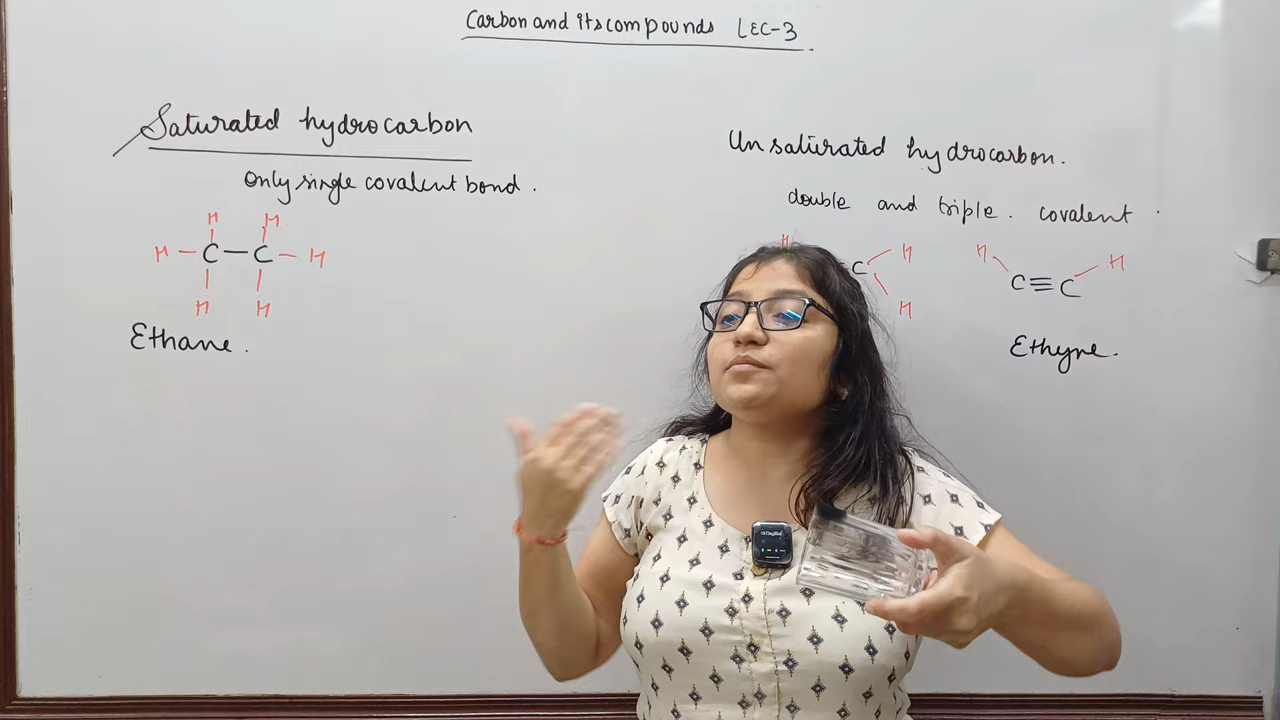 Carbon and its compounds LEC-3
Saturated hydrocarbon
Only single covalent bond.
H H
H - C - C - H
H H
Ethane.
Unsaturated hydrocarbon.
double and triple. covalent.
H C H
H
H C ≡ C H
Ethyne.